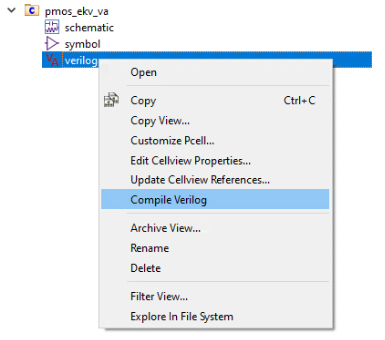 pmos_ekv_va
schematic
symbol
verilog
Open
Copy Ctrl+C
Copy View...
Customize Pcell...
Edit Cellview Properties...
Update Cellview References...
Compile Verilog
Archive View...
Rename
Delete
Filter View...
Explore In File System